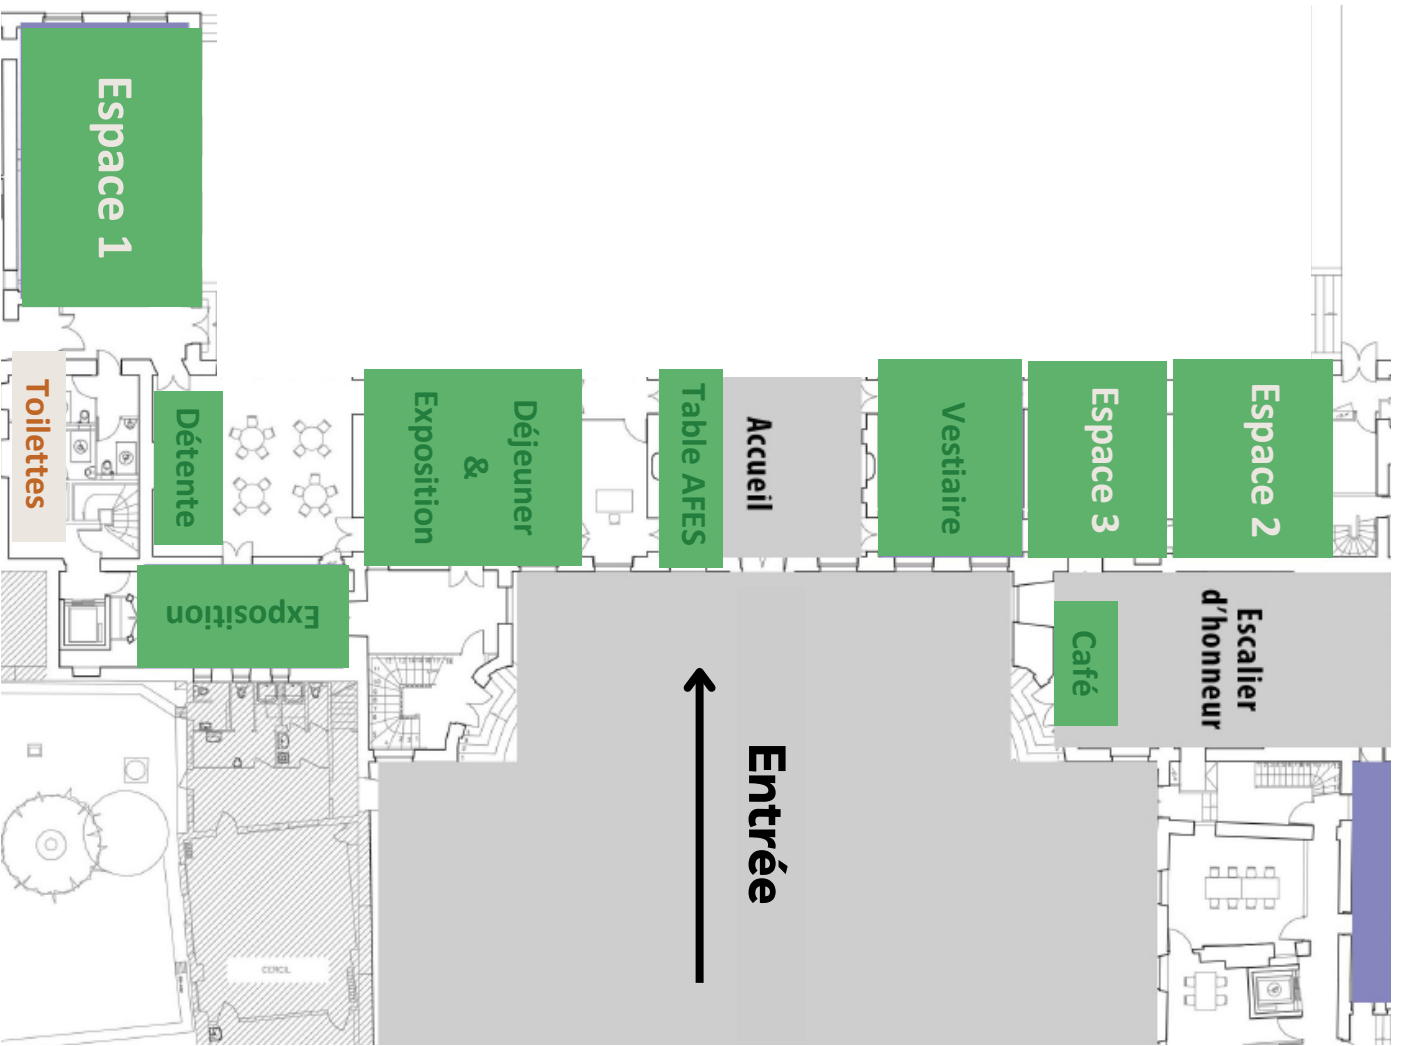 Espace 1
Toilettes
Détente
Exposition
&
Déjeuner
Table AFES
Accueil
Vestiaire
Espace 3
Espace 2
Exposition
Café
Escalier
d'honneur
Entrée